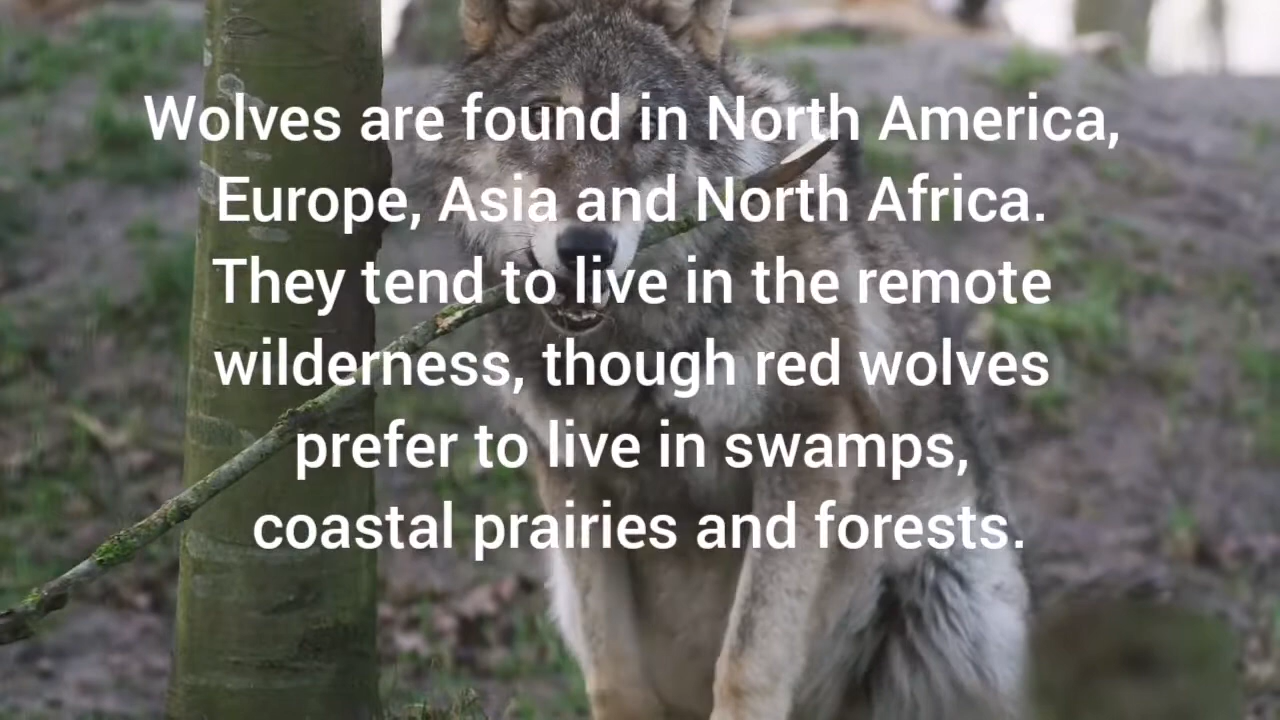 Wolves are found in North America,
Europe, Asia and North Africa.
They tend to live in the remote
wilderness, though red wolves
prefer to live in swamps,
coastal prairies and forests.